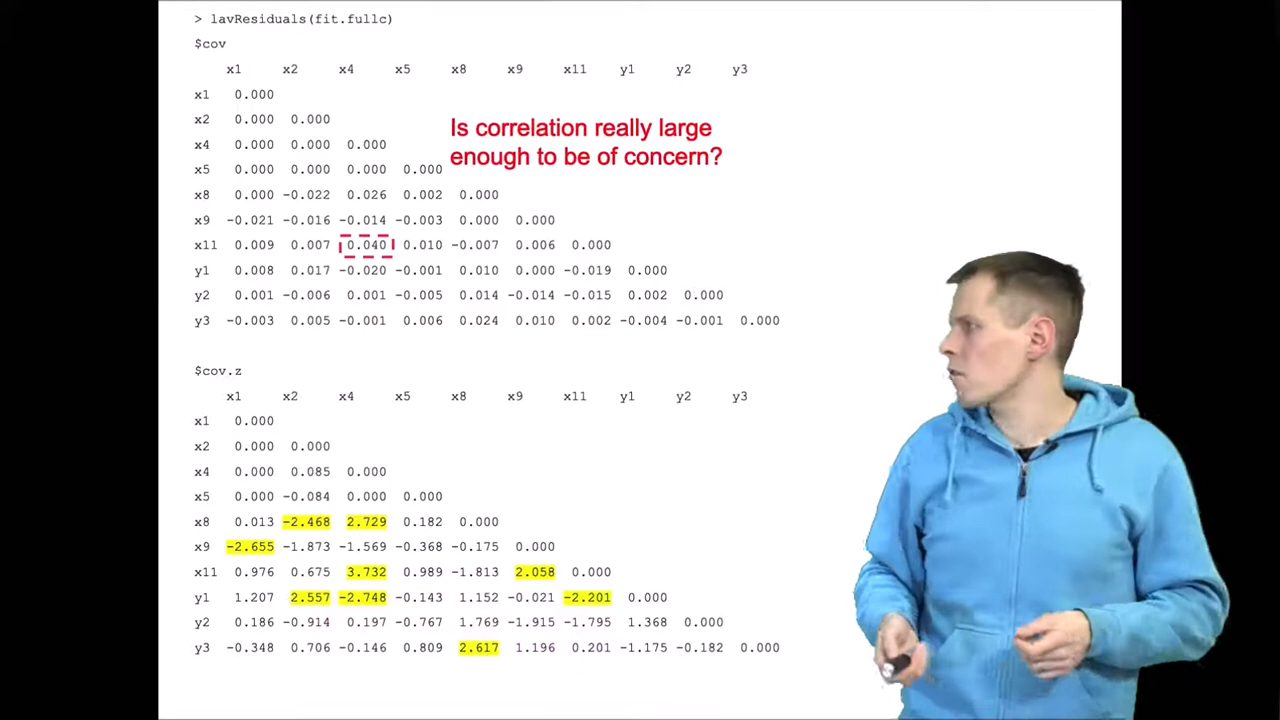 > lavResiduals(fit.fullc)
$cov
x1 x2 x4 x5 x8 x9 x11 y1 y2 y3
x1 0.000
x2 0.000 0.000
x4 0.000 0.000 0.000
x5 0.000 0.000 0.000 0.000
x8 0.000 -0.022 0.026 0.002 0.000
x9 -0.021 -0.016 -0.014 -0.003 0.000 0.000
x11 0.009 0.007 0.040 0.010 -0.007 0.006 0.000
y1 0.008 0.017 -0.020 -0.001 0.010 0.000 -0.019 0.000
y2 0.001 -0.006 0.001 -0.005 0.014 -0.014 -0.015 0.002 0.000
y3 -0.003 0.005 -0.001 0.006 0.024 0.010 0.002 -0.004 -0.001 0.000
Is correlation really large
enough to be of concern?
$cov.z
x1 x2 x4 x5 x8 x9 x11 y1 y2 y3
x1 0.000
x2 0.000 0.000
x4 0.000 0.085 0.000
x5 0.000 -0.084 0.000 0.000
x8 0.013 -2.468 2.729 0.182 0.000
x9 -2.655 -1.873 -1.569 -0.368 -0.175 0.000
x11 0.976 0.675 3.732 0.989 -1.813 2.058 0.000
y1 1.207 2.557 -2.748 -0.143 1.152 -0.021 -2.201 0.000
y2 0.186 -0.914 0.197 -0.767 1.769 -1.915 -1.795 1.368 0.000
y3 -0.348 0.706 -0.146 0.809 2.617 1.196 0.201 -1.175 -0.182 0.000